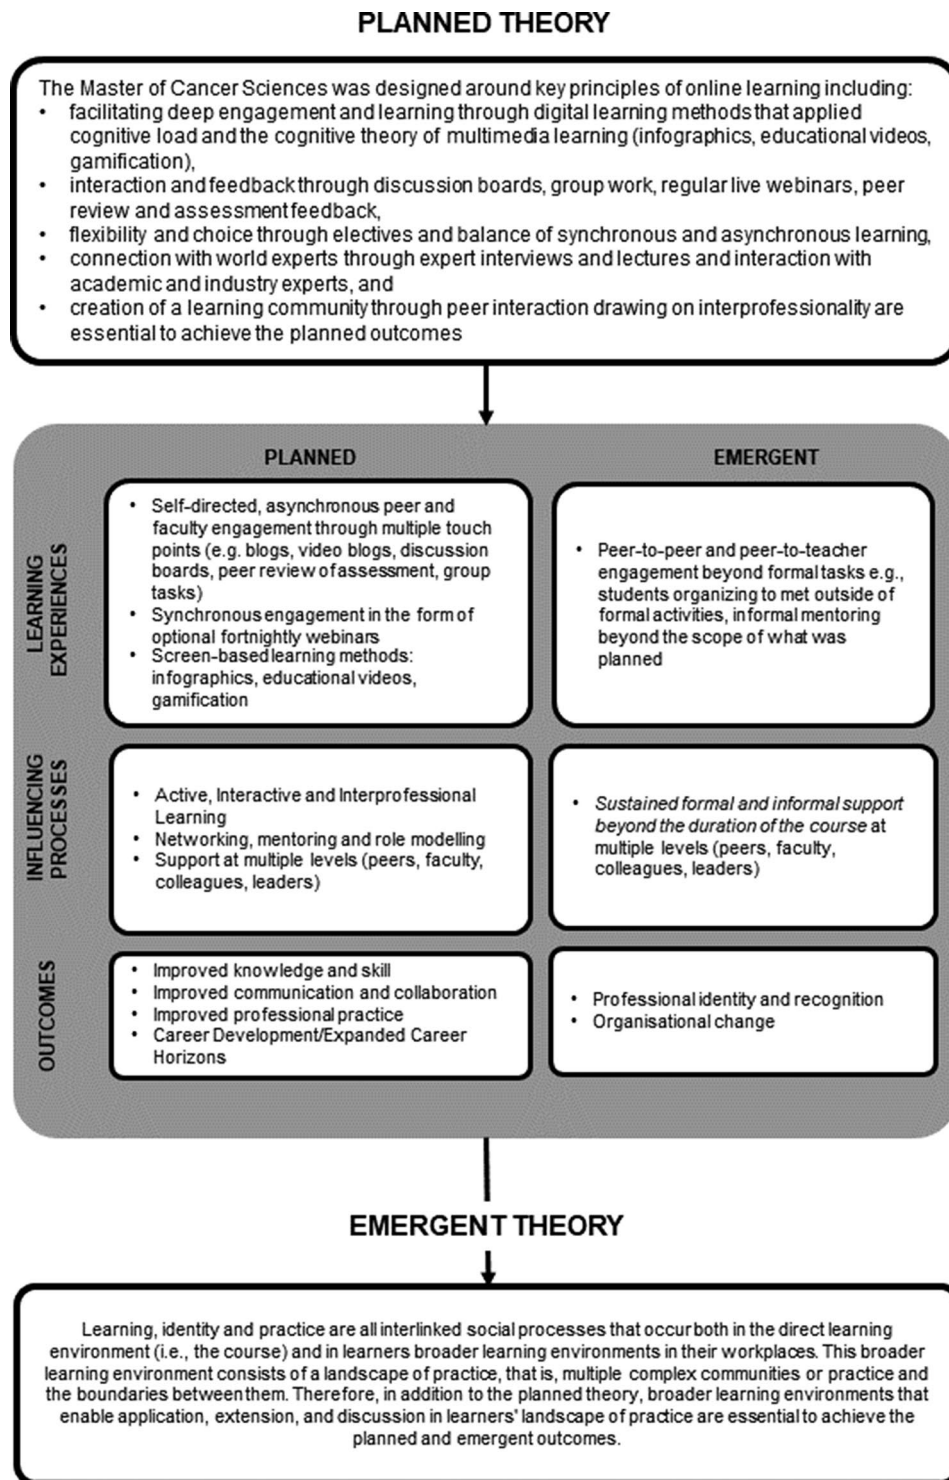 PLANNED THEORY
The Master of Cancer Sciences was designed around key principles of online learning including:
• facilitating deep engagement and learning through digital learning methods that applied
cognitive load and the cognitive theory of multimedia learning (infographics, educational videos,
gamification),
• interaction and feedback through discussion boards, group work, regular live webinars, peer
review and assessment feedback,
• flexibility and choice through electives and balance of synchronous and asynchronous learning,
• connection with world experts through expert interviews and lectures and interaction with
academic and industry experts, and
• creation of a learning community through peer interaction drawing on interprofessionality are
essential to achieve the planned outcomes
PLANNED
EMERGENT
LEARNING
EXPERIENCES
• Self-directed, asynchronous peer and
faculty engagement through multiple touch
points (e.g. blogs, video blogs, discussion
boards, peer review of assessment, group
tasks)
• Synchronous engagement in the form of
optional fortnightly webinars
• Screen-based learning methods:
infographics, educational videos,
gamification
• Peer-to-peer and peer-to-teacher
engagement beyond formal tasks e.g.,
students organizing to met outside of
formal activities, informal mentoring
beyond the scope of what was
planned
INFLUENCING
PROCESSES
• Active, Interactive and Interprofessional
Learning
• Networking, mentoring and role modelling
• Support at multiple levels (peers, faculty,
colleagues, leaders)
• Sustained formal and informal support
beyond the duration of the course at
multiple levels (peers, faculty,
colleagues, leaders)
OUTCOMES
• Improved knowledge and skill
• Improved communication and collaboration
• Improved professional practice
• Career Development/Expanded Career
Horizons
• Professional identity and recognition
• Organisational change
EMERGENT THEORY
Learning, identity and practice are all interlinked social processes that occur both in the direct learning
environment (i.e., the course) and in learners broader learning environments in their workplaces. This broader
learning environment consists of a landscape of practice, that is, multiple complex communities or practice and
the boundaries between them. Therefore, in addition to the planned theory, broader learning environments that
enable application, extension, and discussion in learners' landscape of practice are essential to achieve the
planned and emergent outcomes.